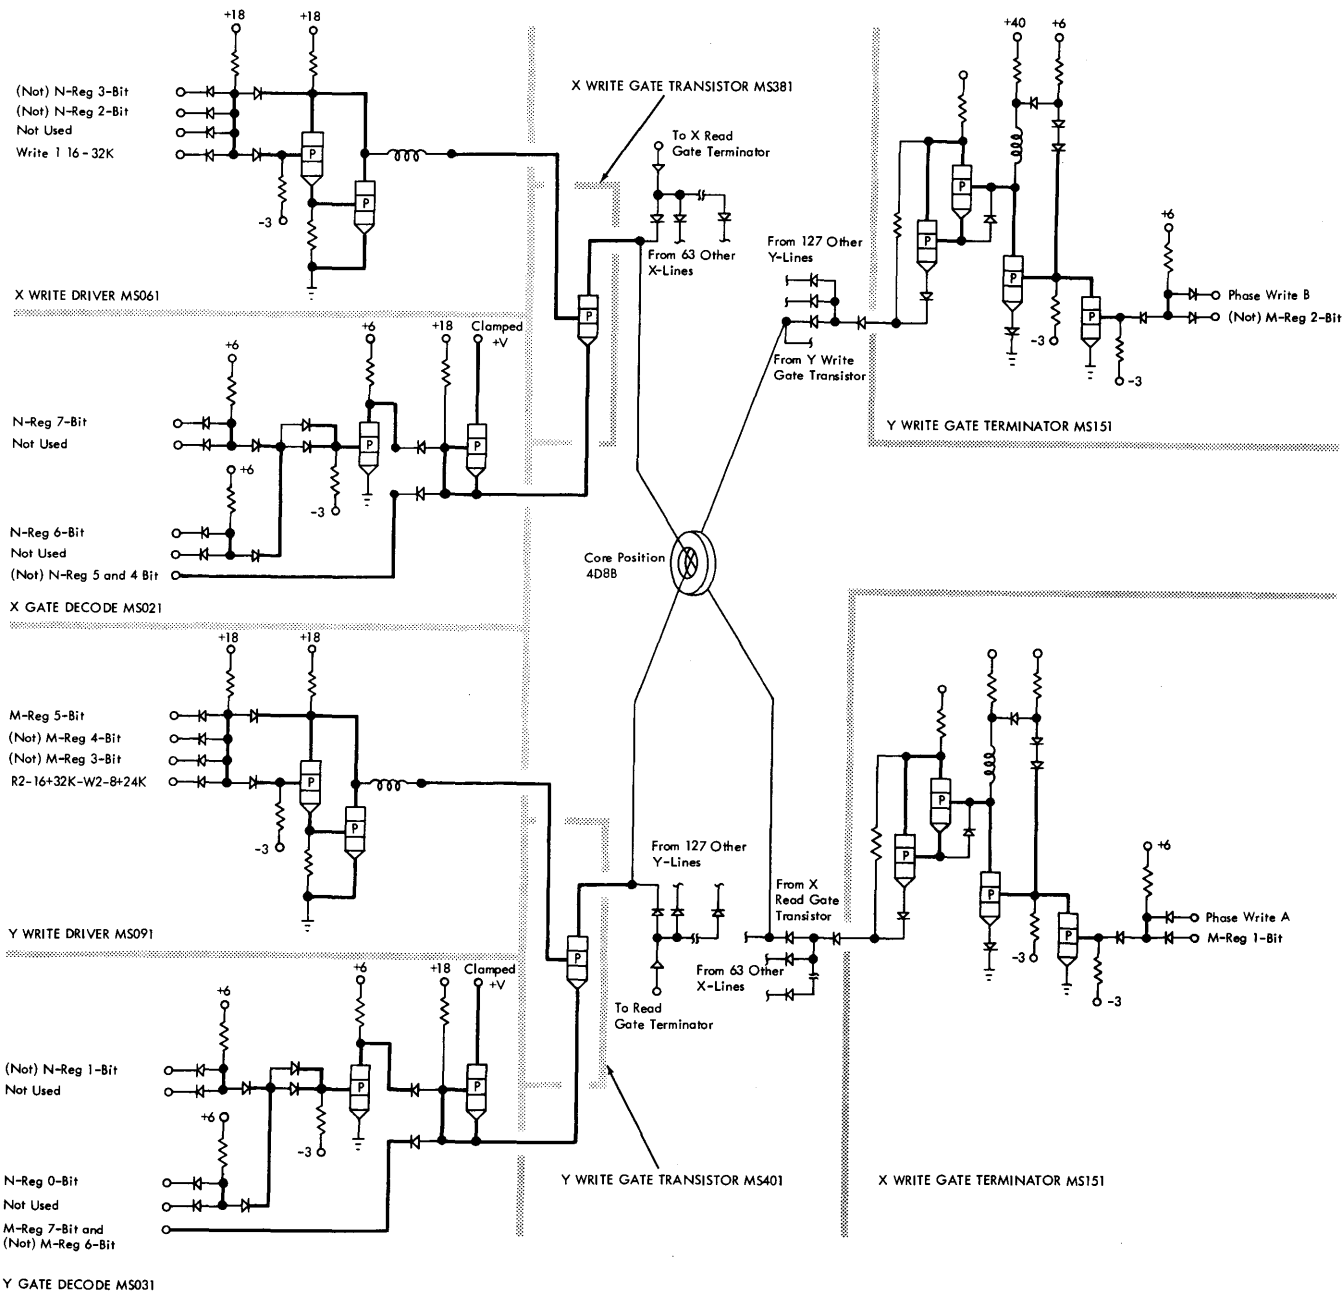 +18
+18
(Not) N-Reg 3-Bit
(Not) N-Reg 2-Bit
Not Used
Write 1 16-32K
P
P
-3
X WRITE DRIVER MS061
+6
+6
+18
Clamped
+V
N-Reg 7-Bit
Not Used
P
P
+6
-3
N-Reg 6-Bit
Not Used
(Not) N-Reg 5 and 4 Bit
X GATE DECODE MS021
+18
+18
M-Reg 5-Bit
(Not) M-Reg 4-Bit
(Not) M-Reg 3-Bit
R2-16+32K-W2-8+24K
P
P
-3
Y WRITE DRIVER MS091
+6
+6
+18
Clamped
+V
(Not) N-Reg 1-Bit
Not Used
P
P
+6
-3
N-Reg 0-Bit
Not Used
M-Reg 7-Bit and
(Not) M-Reg 6-Bit
Y GATE DECODE MS031
X WRITE GATE TRANSISTOR MS381
To X Read
Gate Terminator
From 63 Other
X-Lines
P
From 127 Other
Y-Lines
From Y Write
Gate Transistor
Core Position
4D8B
+40
+6
P
P
P
P
+6
Phase Write B
(Not) M-Reg 2-Bit
-3
-3
Y WRITE GATE TERMINATOR MS151
From 127 Other
Y-Lines
P
To Read
Gate Terminator
From X
Read Gate
Transistor
From 63 Other
X-Lines
Y WRITE GATE TRANSISTOR MS401
P
P
P
P
+6
Phase Write A
M-Reg 1-Bit
-3
-3
X WRITE GATE TERMINATOR MS151